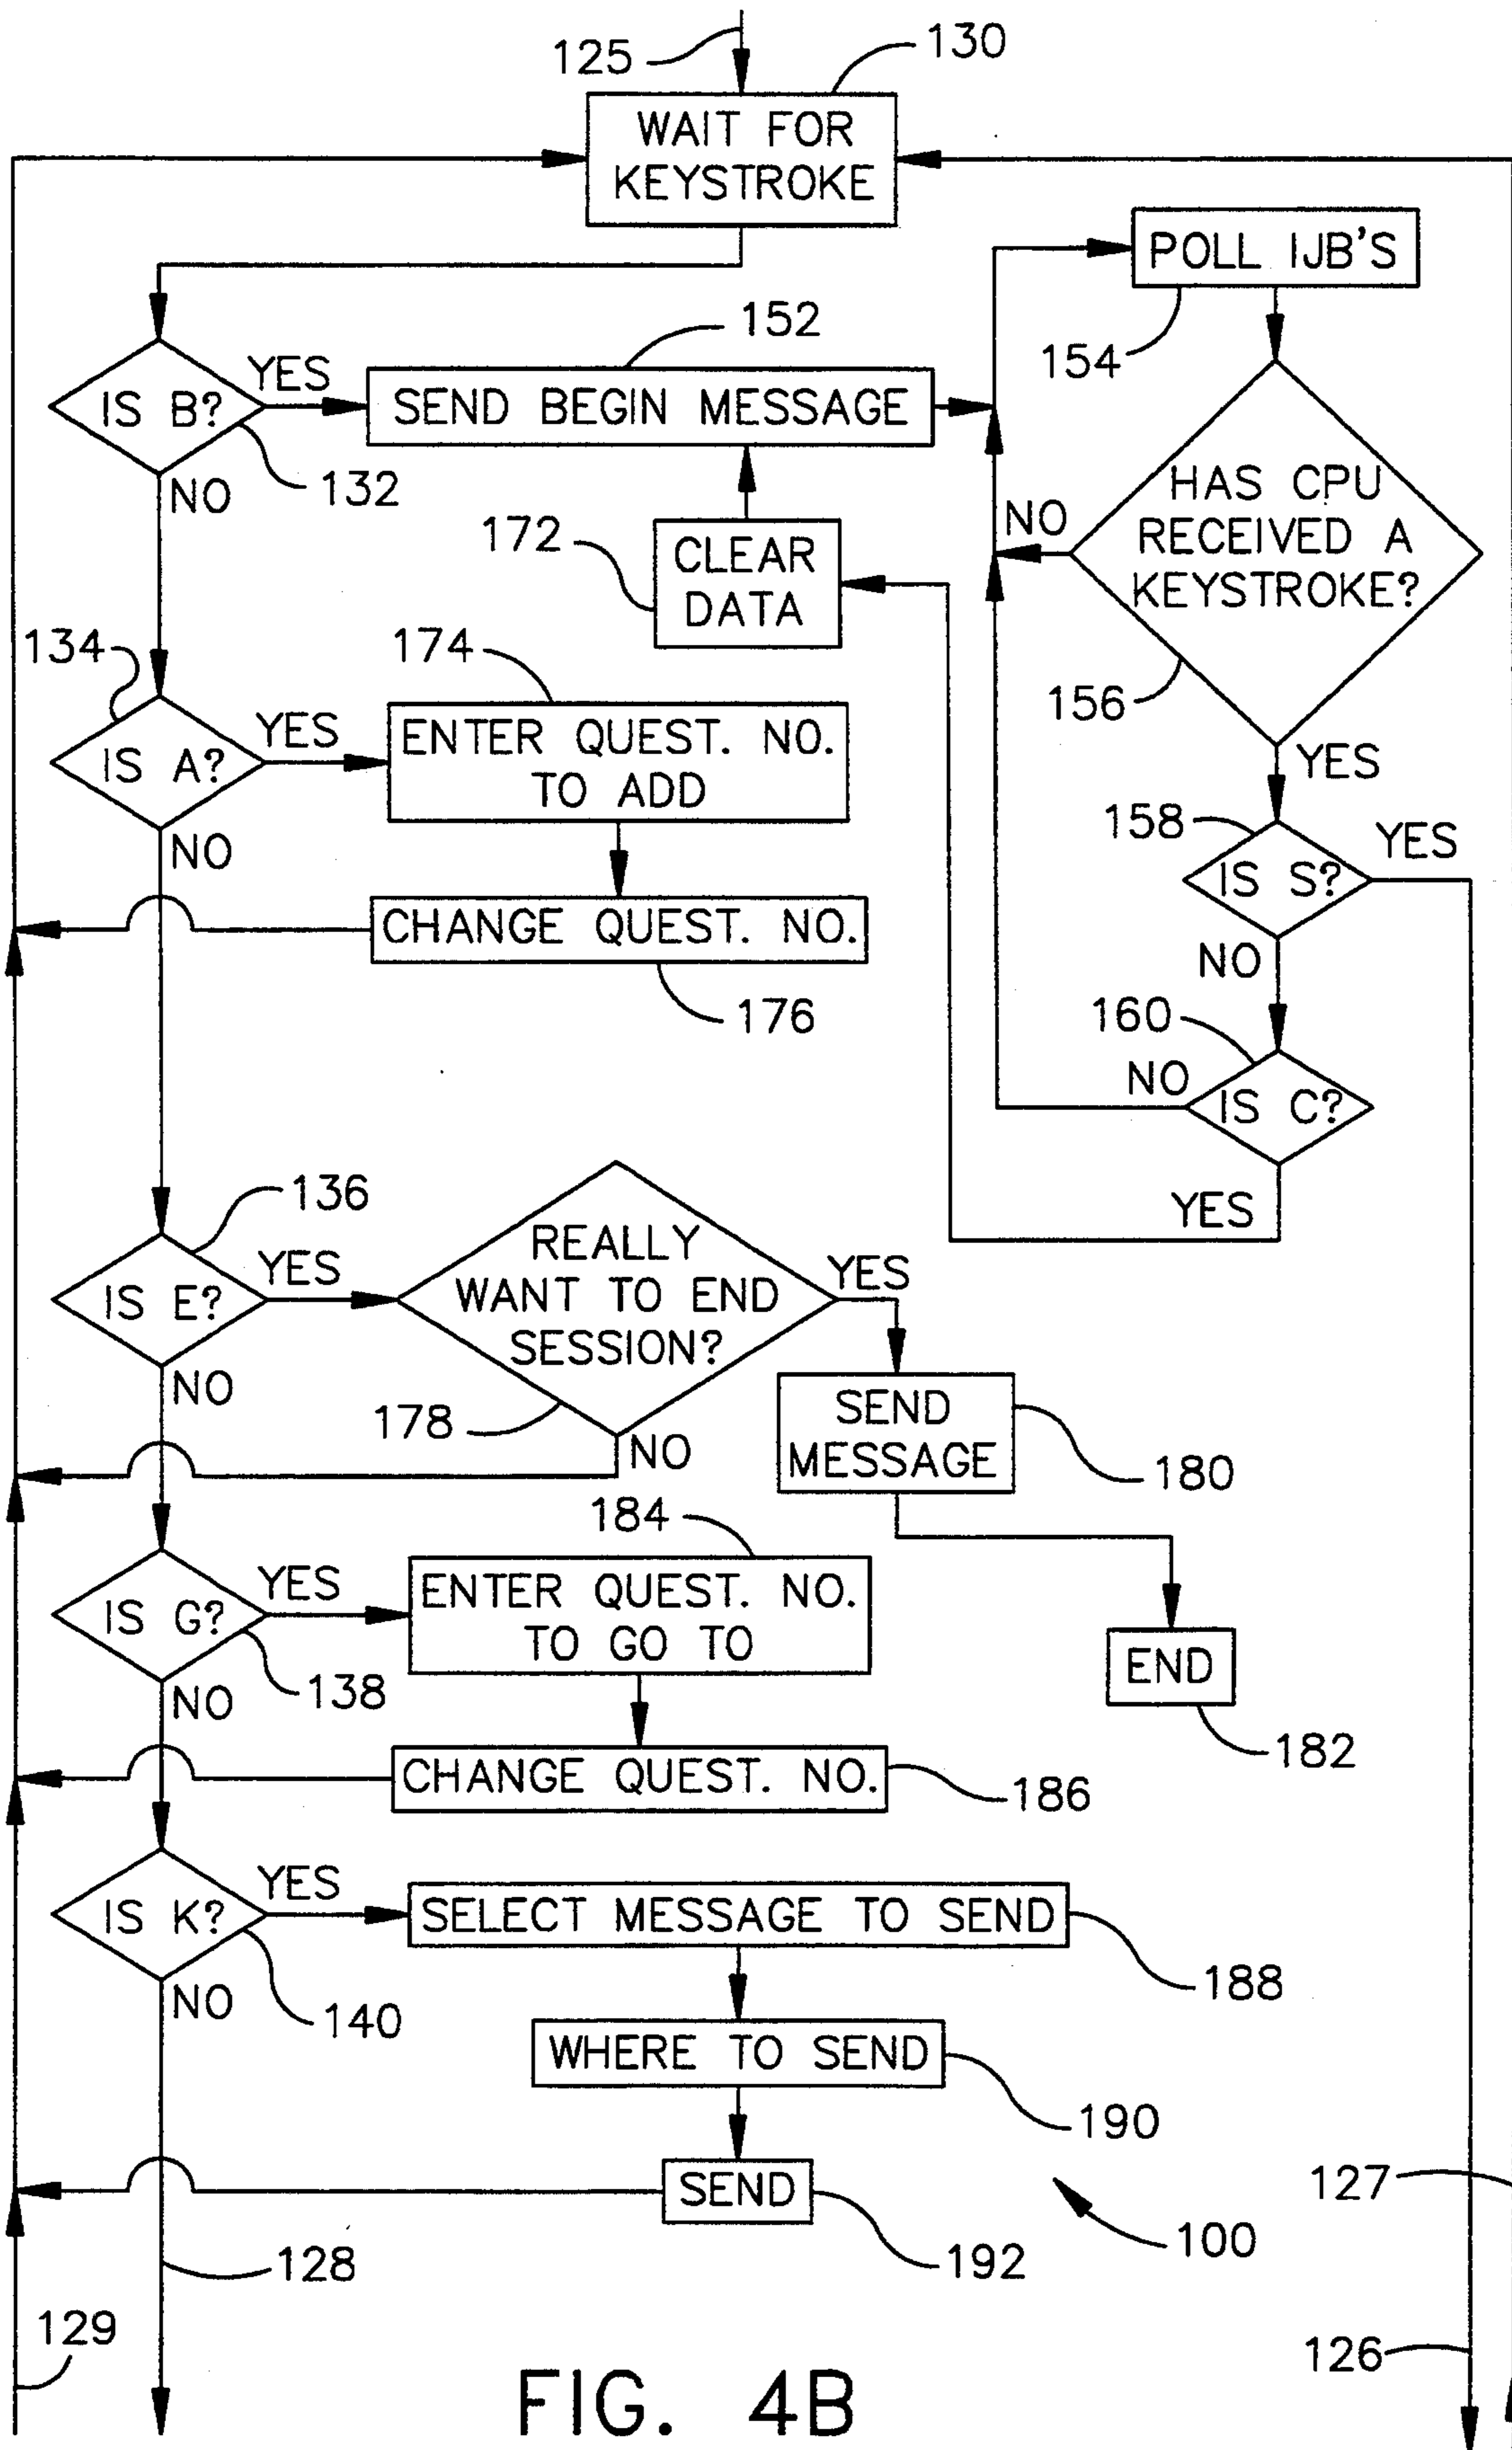 125
130
WAIT FOR
KEYSTROKE
POLL IJB'S
154
152
IS B?
YES
SEND BEGIN MESSAGE
132
NO
HAS CPU
RECEIVED A
KEYSTROKE?
NO
156
YES
172
CLEAR
DATA
134
174
IS A?
YES
ENTER QUEST. NO.
TO ADD
NO
158
IS S?
YES
NO
CHANGE QUEST. NO.
176
160
NO
IS C?
YES
136
IS E?
YES
REALLY
WANT TO END
SESSION?
YES
NO
178
NO
SEND
MESSAGE
180
184
IS G?
YES
ENTER QUEST. NO.
TO GO TO
138
NO
END
182
CHANGE QUEST. NO.
186
IS K?
YES
SELECT MESSAGE TO SEND
188
NO
140
WHERE TO SEND
190
SEND
192
100
127
128
129
126
FIG. 4B